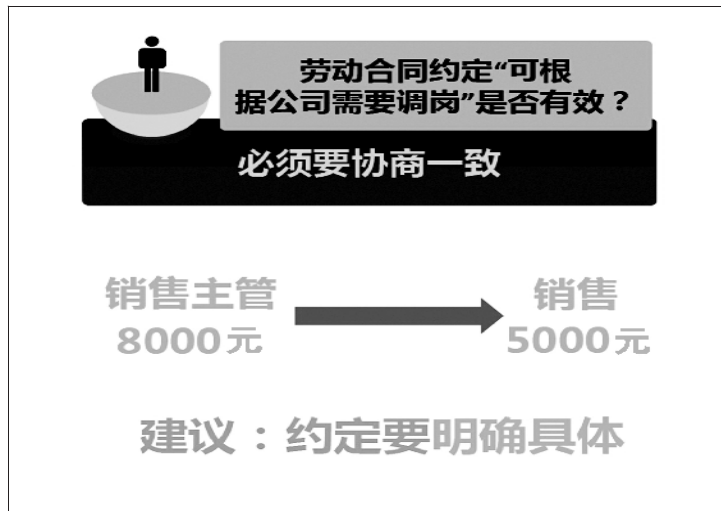 劳动合同约定“可根
据公司需要调岗”是否有效？
必须要协商一致
销售主管
8000元
销售
5000元
建议：约定要明确具体